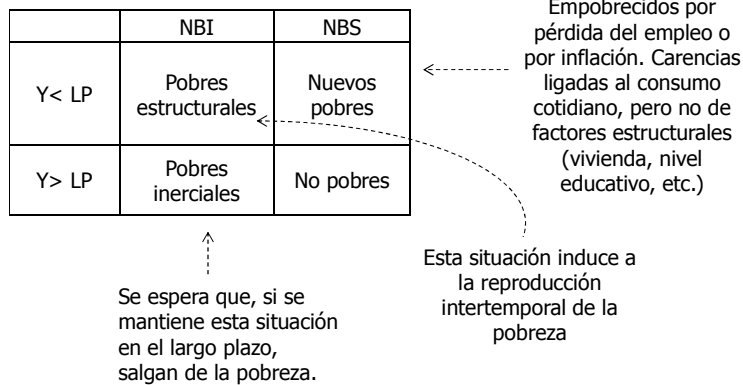 NBI NBS
Y< LP Pobres estructurales Nuevos pobres
Y> LP Pobres inerciales No pobres
Empobrecidos por
pérdida del empleo o
por inflación. Carencias
ligadas al consumo
cotidiano, pero no de
factores estructurales
(vivienda, nivel
educativo, etc.)
Esta situación induce a
la reproducción
intertemporal de la
pobreza
Se espera que, si se
mantiene esta situación
en el largo plazo,
salgan de la pobreza.